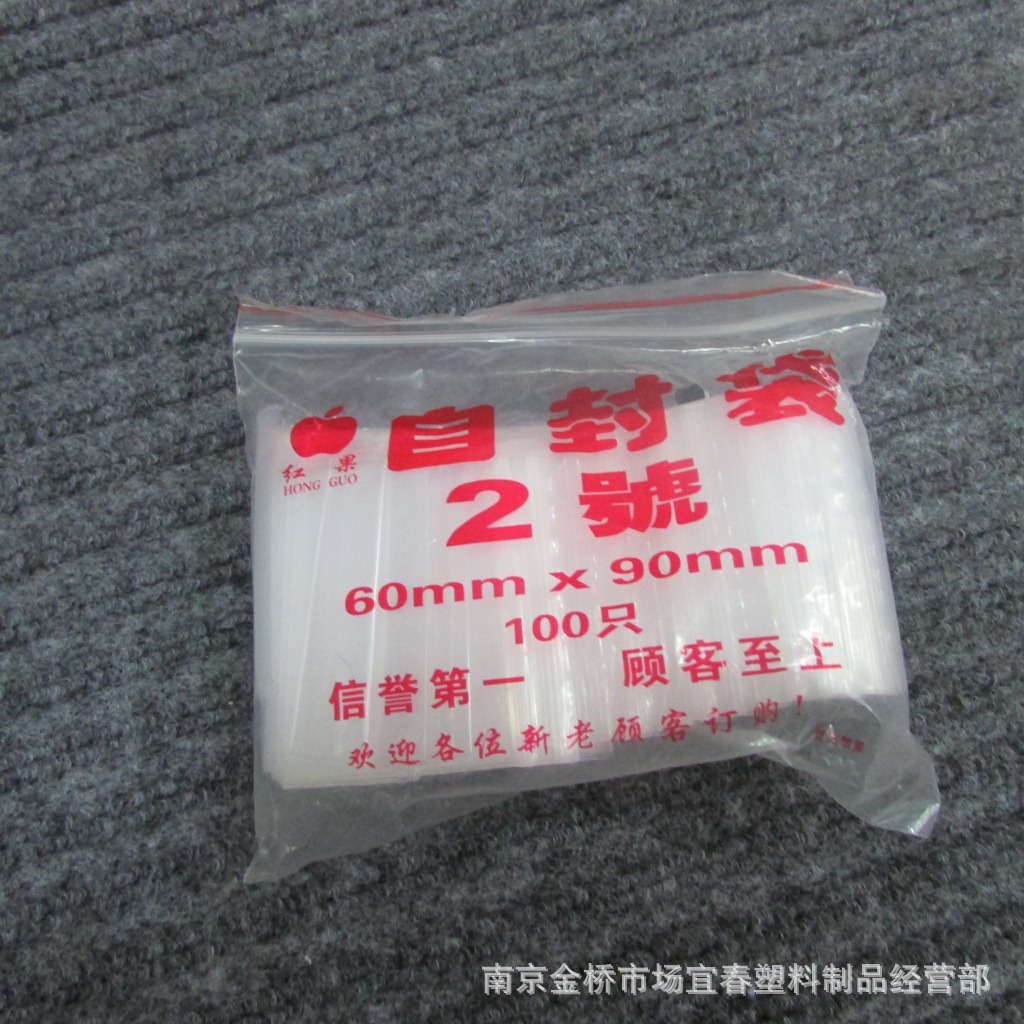 自封袋
红果
HONG GUO
2號
60mm x 90mm
100只
信誉第一 顾客至上
欢迎各位新老顾客订购!
南京金桥市场宜春塑料制品经营部